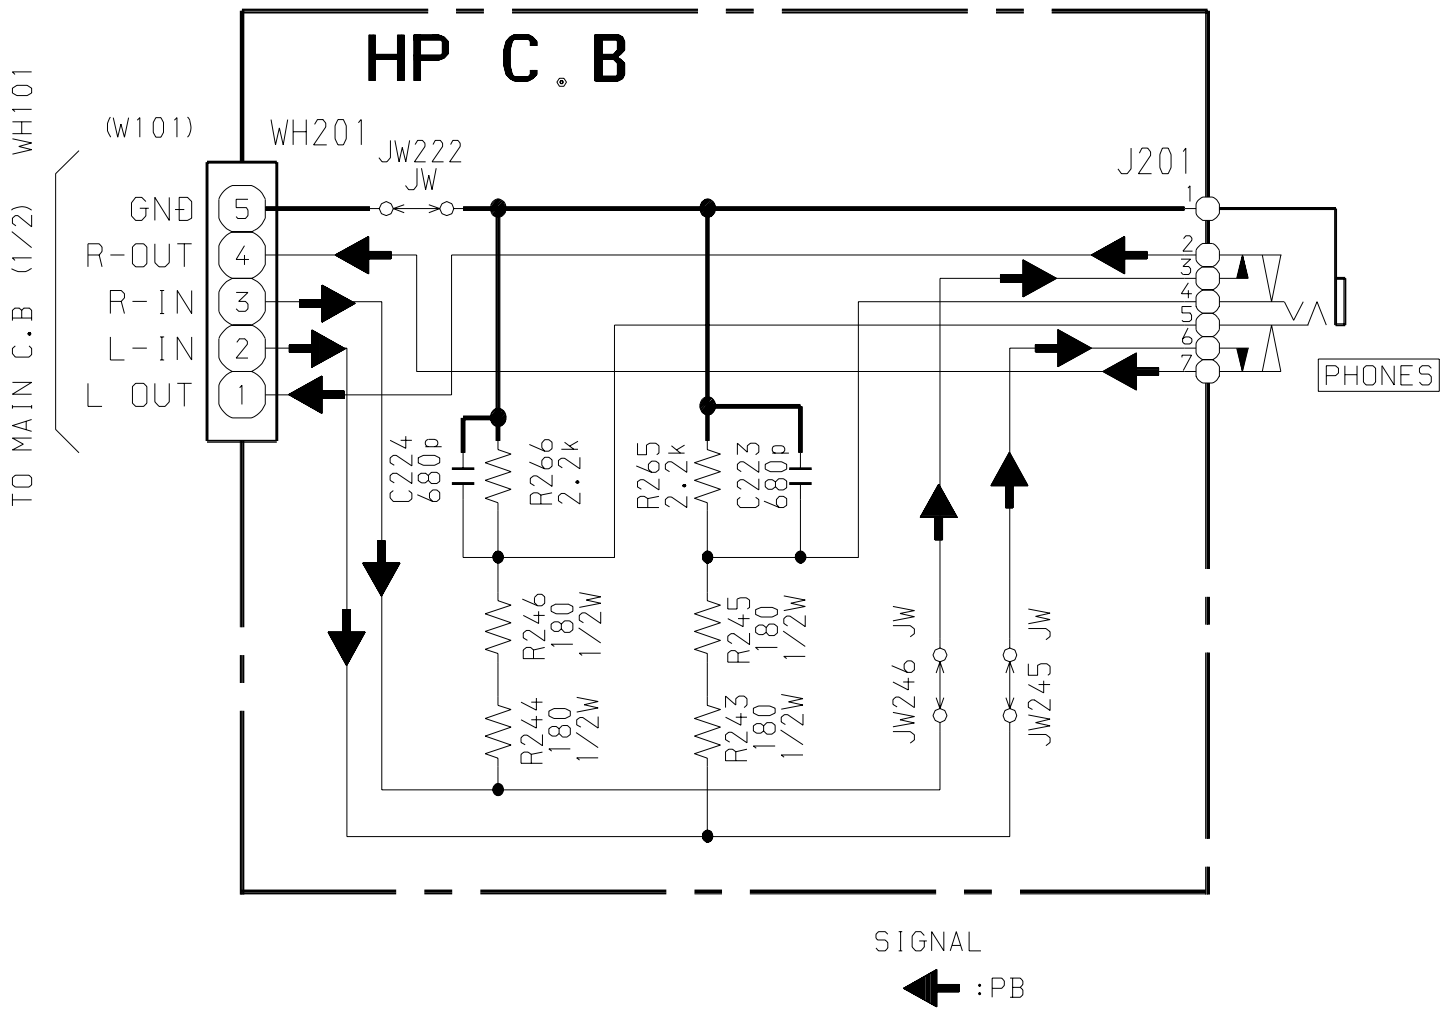 HP C.B
TO MAIN C.B (1/2) WH101
(W101)
WH201
JW222
JW
J201
GND 5
R-OUT 4
R-IN 3
L-IN 2
L OUT 1
1
2
3
4
5
6
7
PHONES
C224
680p
R266
2.2k
R265
2.2k
C223
680p
R246
180
1/2W
R245
180
1/2W
R244
180
1/2W
R243
180
1/2W
JW246 JW
JW245 JW
SIGNAL
:PB